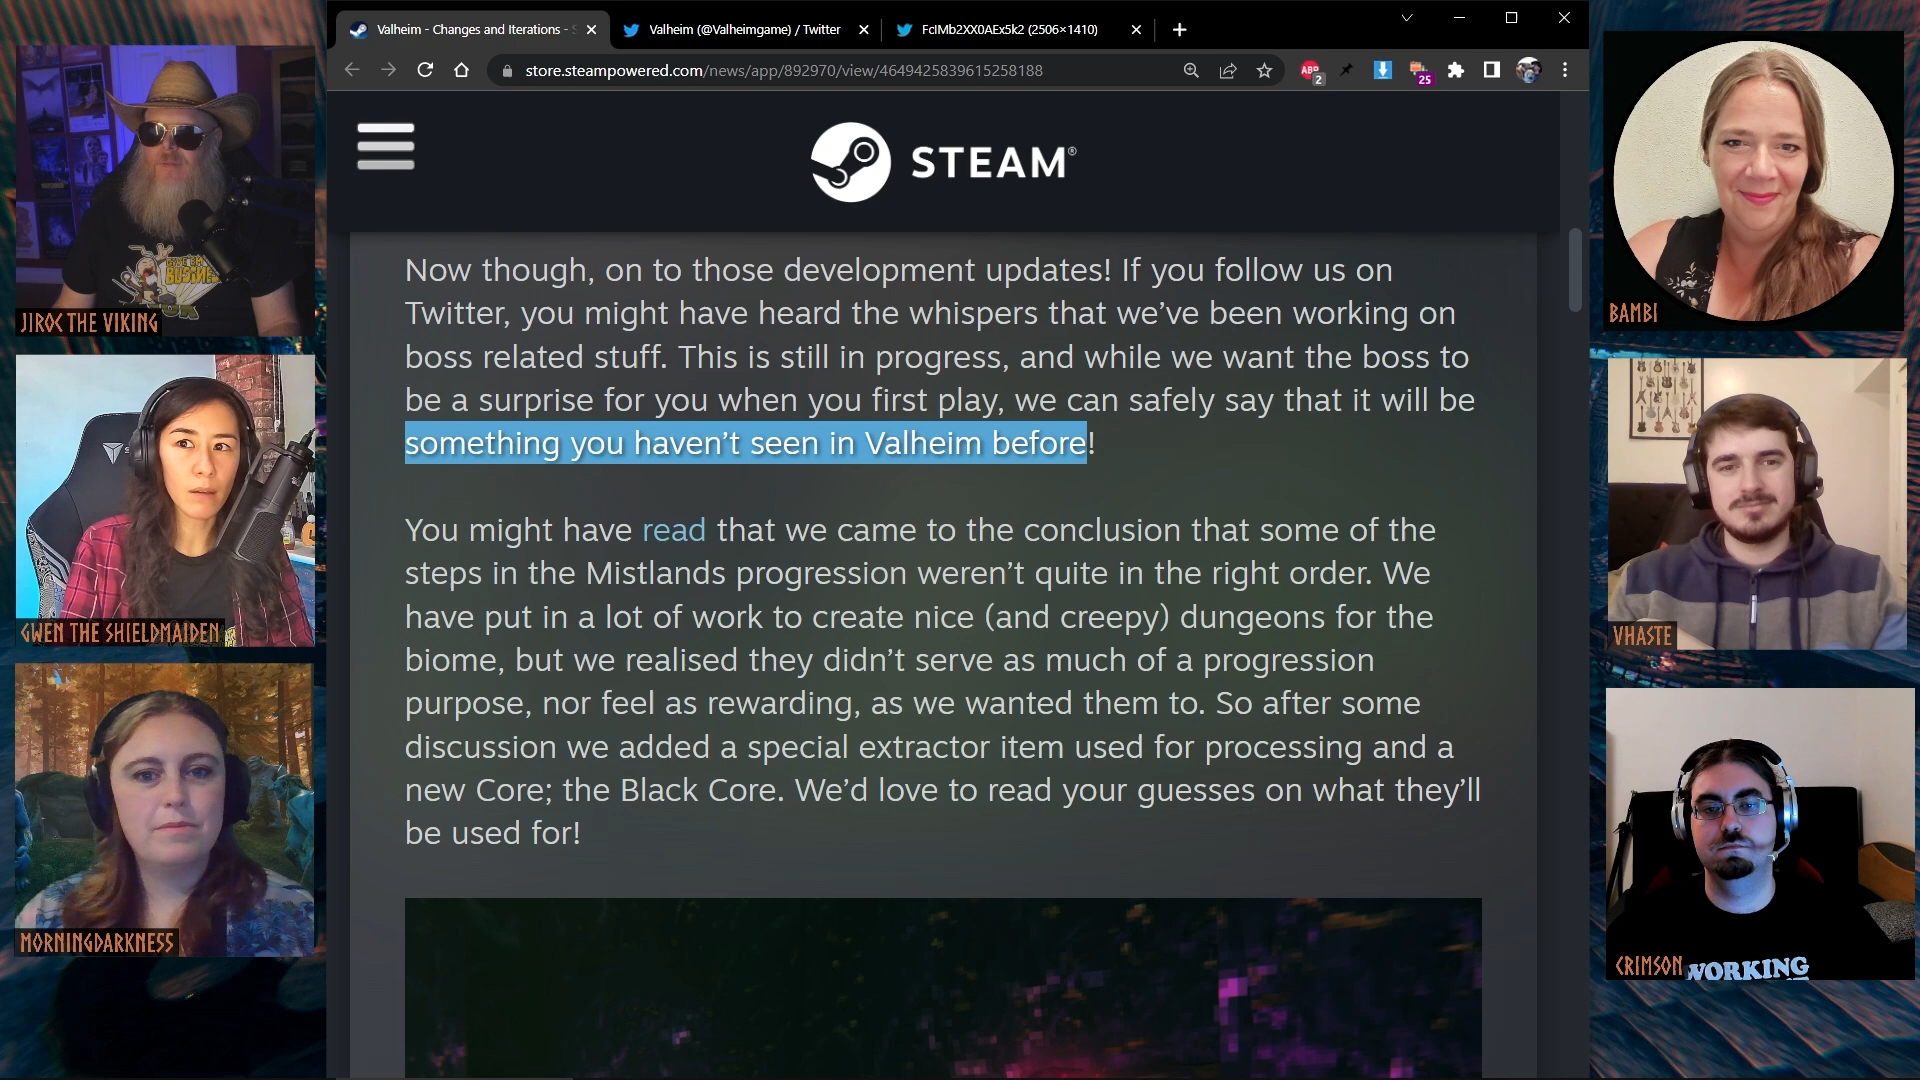 Valheim - Changes and Iterations - S
Valheim (@Valheimgame) / Twitter
FcIMb2XX0AEx5k2 (2506×1410)
store.steampowered.com/news/app/892970/view/4649425839615258188
ABP
2
25
STEAM®
Now though, on to those development updates! If you follow us on
Twitter, you might have heard the whispers that we've been working on
boss related stuff. This is still in progress, and while we want the boss to
be a surprise for you when you first play, we can safely say that it will be
something you haven't seen in Valheim before!
You might have read that we came to the conclusion that some of the
steps in the Mistlands progression weren't quite in the right order. We
have put in a lot of work to create nice (and creepy) dungeons for the
biome, but we realised they didn't serve as much of a progression
purpose, nor feel as rewarding, as we wanted them to. So after some
discussion we added a special extractor item used for processing and a
new Core; the Black Core. We'd love to read your guesses on what they'll
be used for!
JIROC THE VIKING
GWEN THE SHIELDMAIDEN
MORNINGDARKNESS
BAMBI
VHASTE
CRIMSON
WORKING